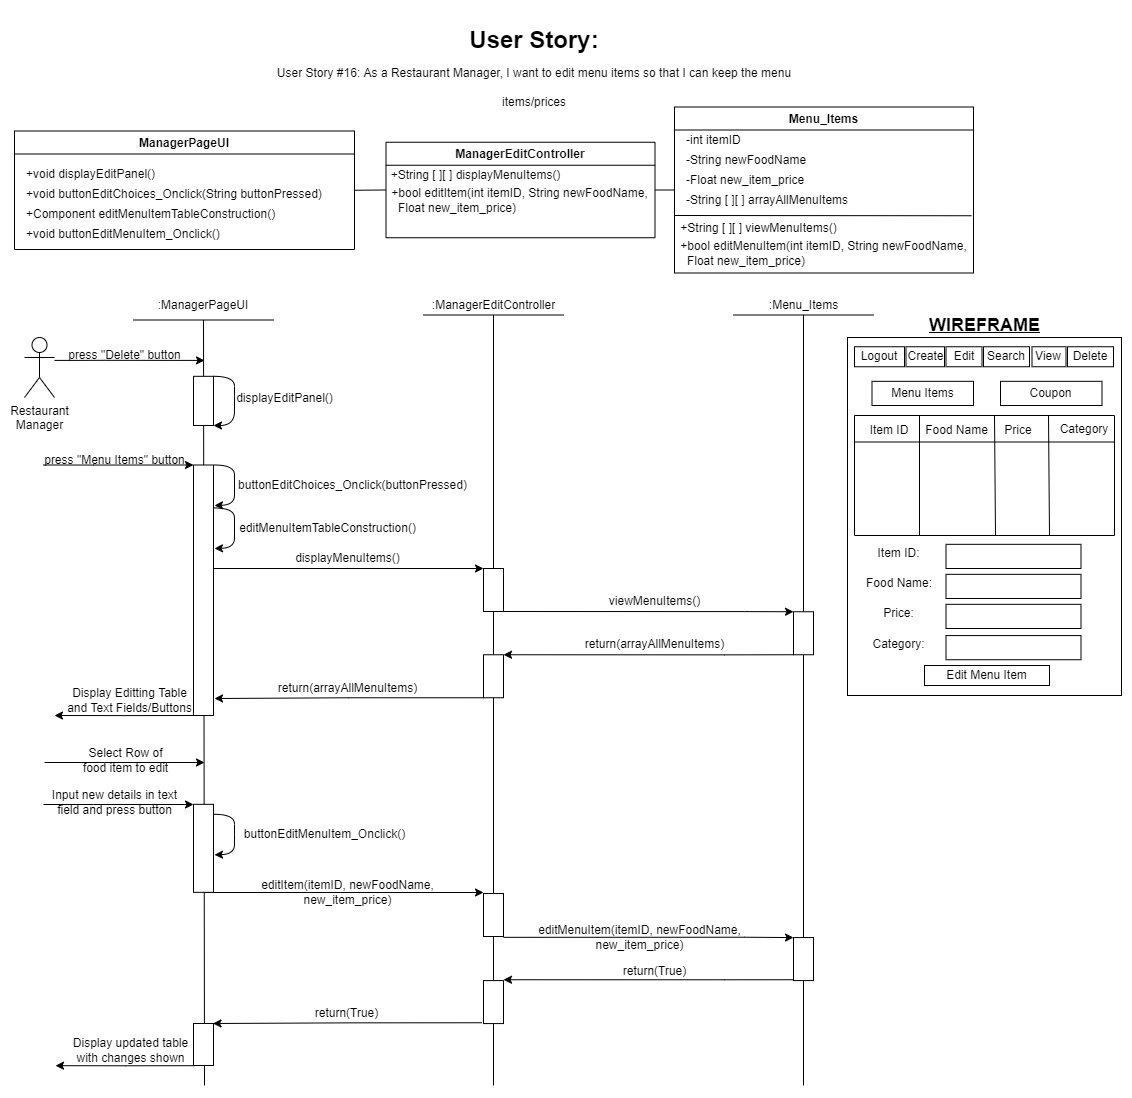 User Story:
User Story #16: As a Restaurant Manager, I want to edit menu items so that I can keep the menu
items/prices
ManagerPageUI
+void displayEditPanel()
+void buttonEditChoices_Onclick(String buttonPressed)
+Component editMenuItemTableConstruction()
+void buttonEditMenuItem_Onclick()
ManagerEditController
+String [ ][ ] displayMenuItems()
+bool editItem(int itemID, String newFoodName,
Float new_item_price)
Menu_Items
-int itemID
-String newFoodName
-Float new_item_price
-String [ ][ ] arrayAllMenuItems
+String [ ][ ] viewMenuItems()
+bool editMenuItem(int itemID, String newFoodName,
Float new_item_price)
:ManagerPageUI
:ManagerEditController
:Menu_Items
press "Delete" button
Restaurant
Manager
displayEditPanel()
press "Menu Items" button
buttonEditChoices_Onclick(buttonPressed)
editMenuItemTableConstruction()
displayMenuItems()
viewMenuItems()
return(arrayAllMenuItems)
return(arrayAllMenuItems)
Display Editting Table
and Text Fields/Buttons
Select Row of
food item to edit
Input new details in text
field and press button
buttonEditMenuItem_Onclick()
editItem(itemID, newFoodName,
new_item_price)
editMenuItem(itemID, newFoodName,
new_item_price)
return(True)
return(True)
Display updated table
with changes shown
WIREFRAME
Logout Create Edit Search View Delete
Menu Items Coupon
Item ID Food Name Price Category
Item ID:
Food Name:
Price:
Category:
Edit Menu Item